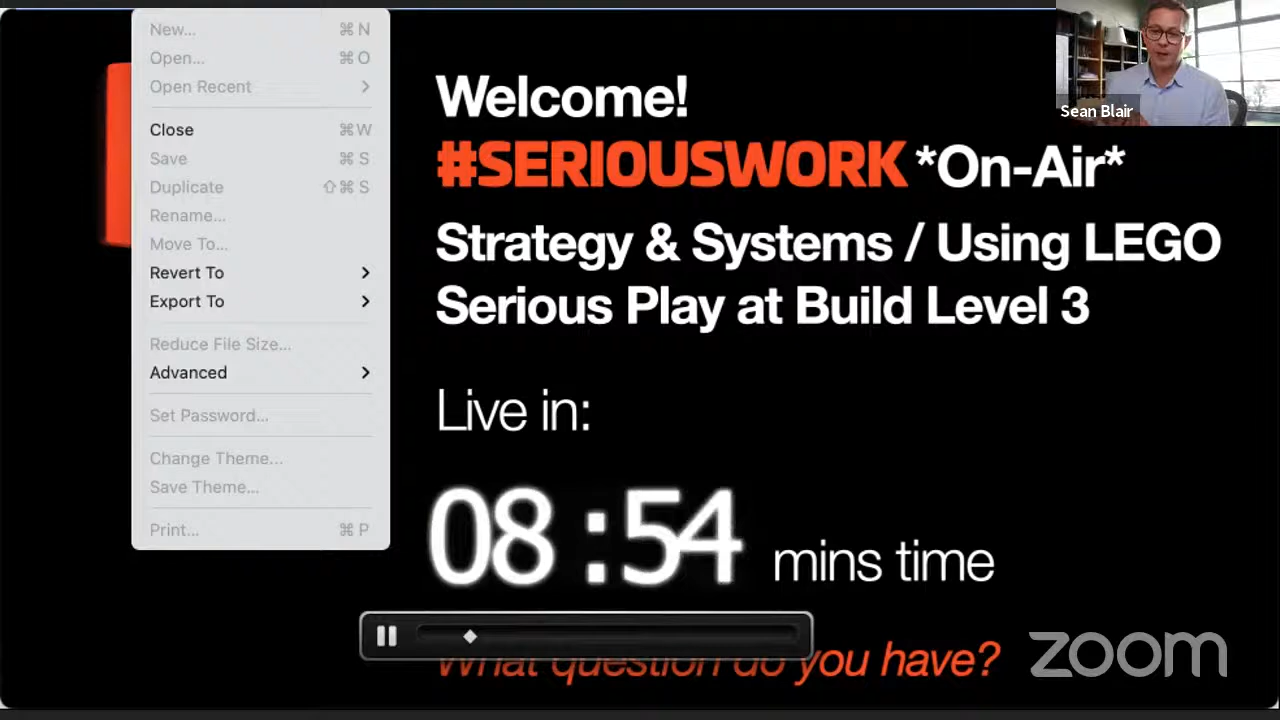 New... ⌘ N
Open... ⌘ O
Open Recent >
Close ⌘ W
Save ⌘ S
Duplicate ⇧ ⌘ S
Rename...
Move To...
Revert To >
Export To >
Reduce File Size...
Advanced >
Set Password...
Change Theme...
Save Theme...
Print... ⌘ P
Sean Blair
Welcome!
#SERIOUSWORK *On-Air*
Strategy & Systems / Using LEGO
Serious Play at Build Level 3
Live in:
08:54 mins time
What question do you have?
zoom